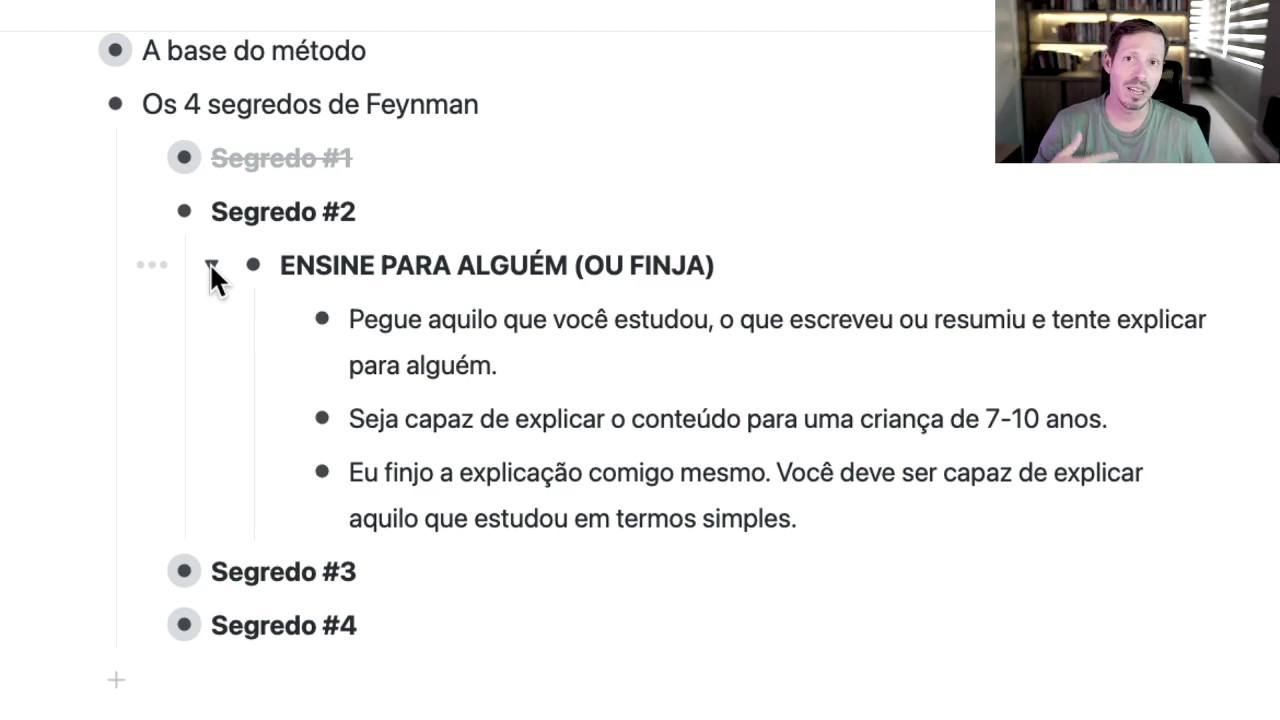 A base do método
Os 4 segredos de Feynman
Segredo #1
Segredo #2
ENSINE PARA ALGUÉM (OU FINJA)
Pegue aquilo que você estudou, o que escreveu ou resumiu e tente explicar
para alguém.
Seja capaz de explicar o conteúdo para uma criança de 7-10 anos.
Eu finjo a explicação comigo mesmo. Você deve ser capaz de explicar
aquilo que estudou em termos simples.
Segredo #3
Segredo #4